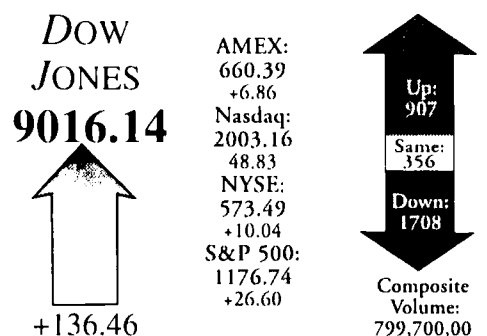 Dow
Jones
9016.14
+136.46
AMEX:
660.39
+6.86
Nasdaq:
2003.16
48.83
NYSE:
573.49
+10.04
S&P 500:
1176.74
+26.60
Up:
907
Same:
356
Down:
1708
Composite
Volume:
799,700,00